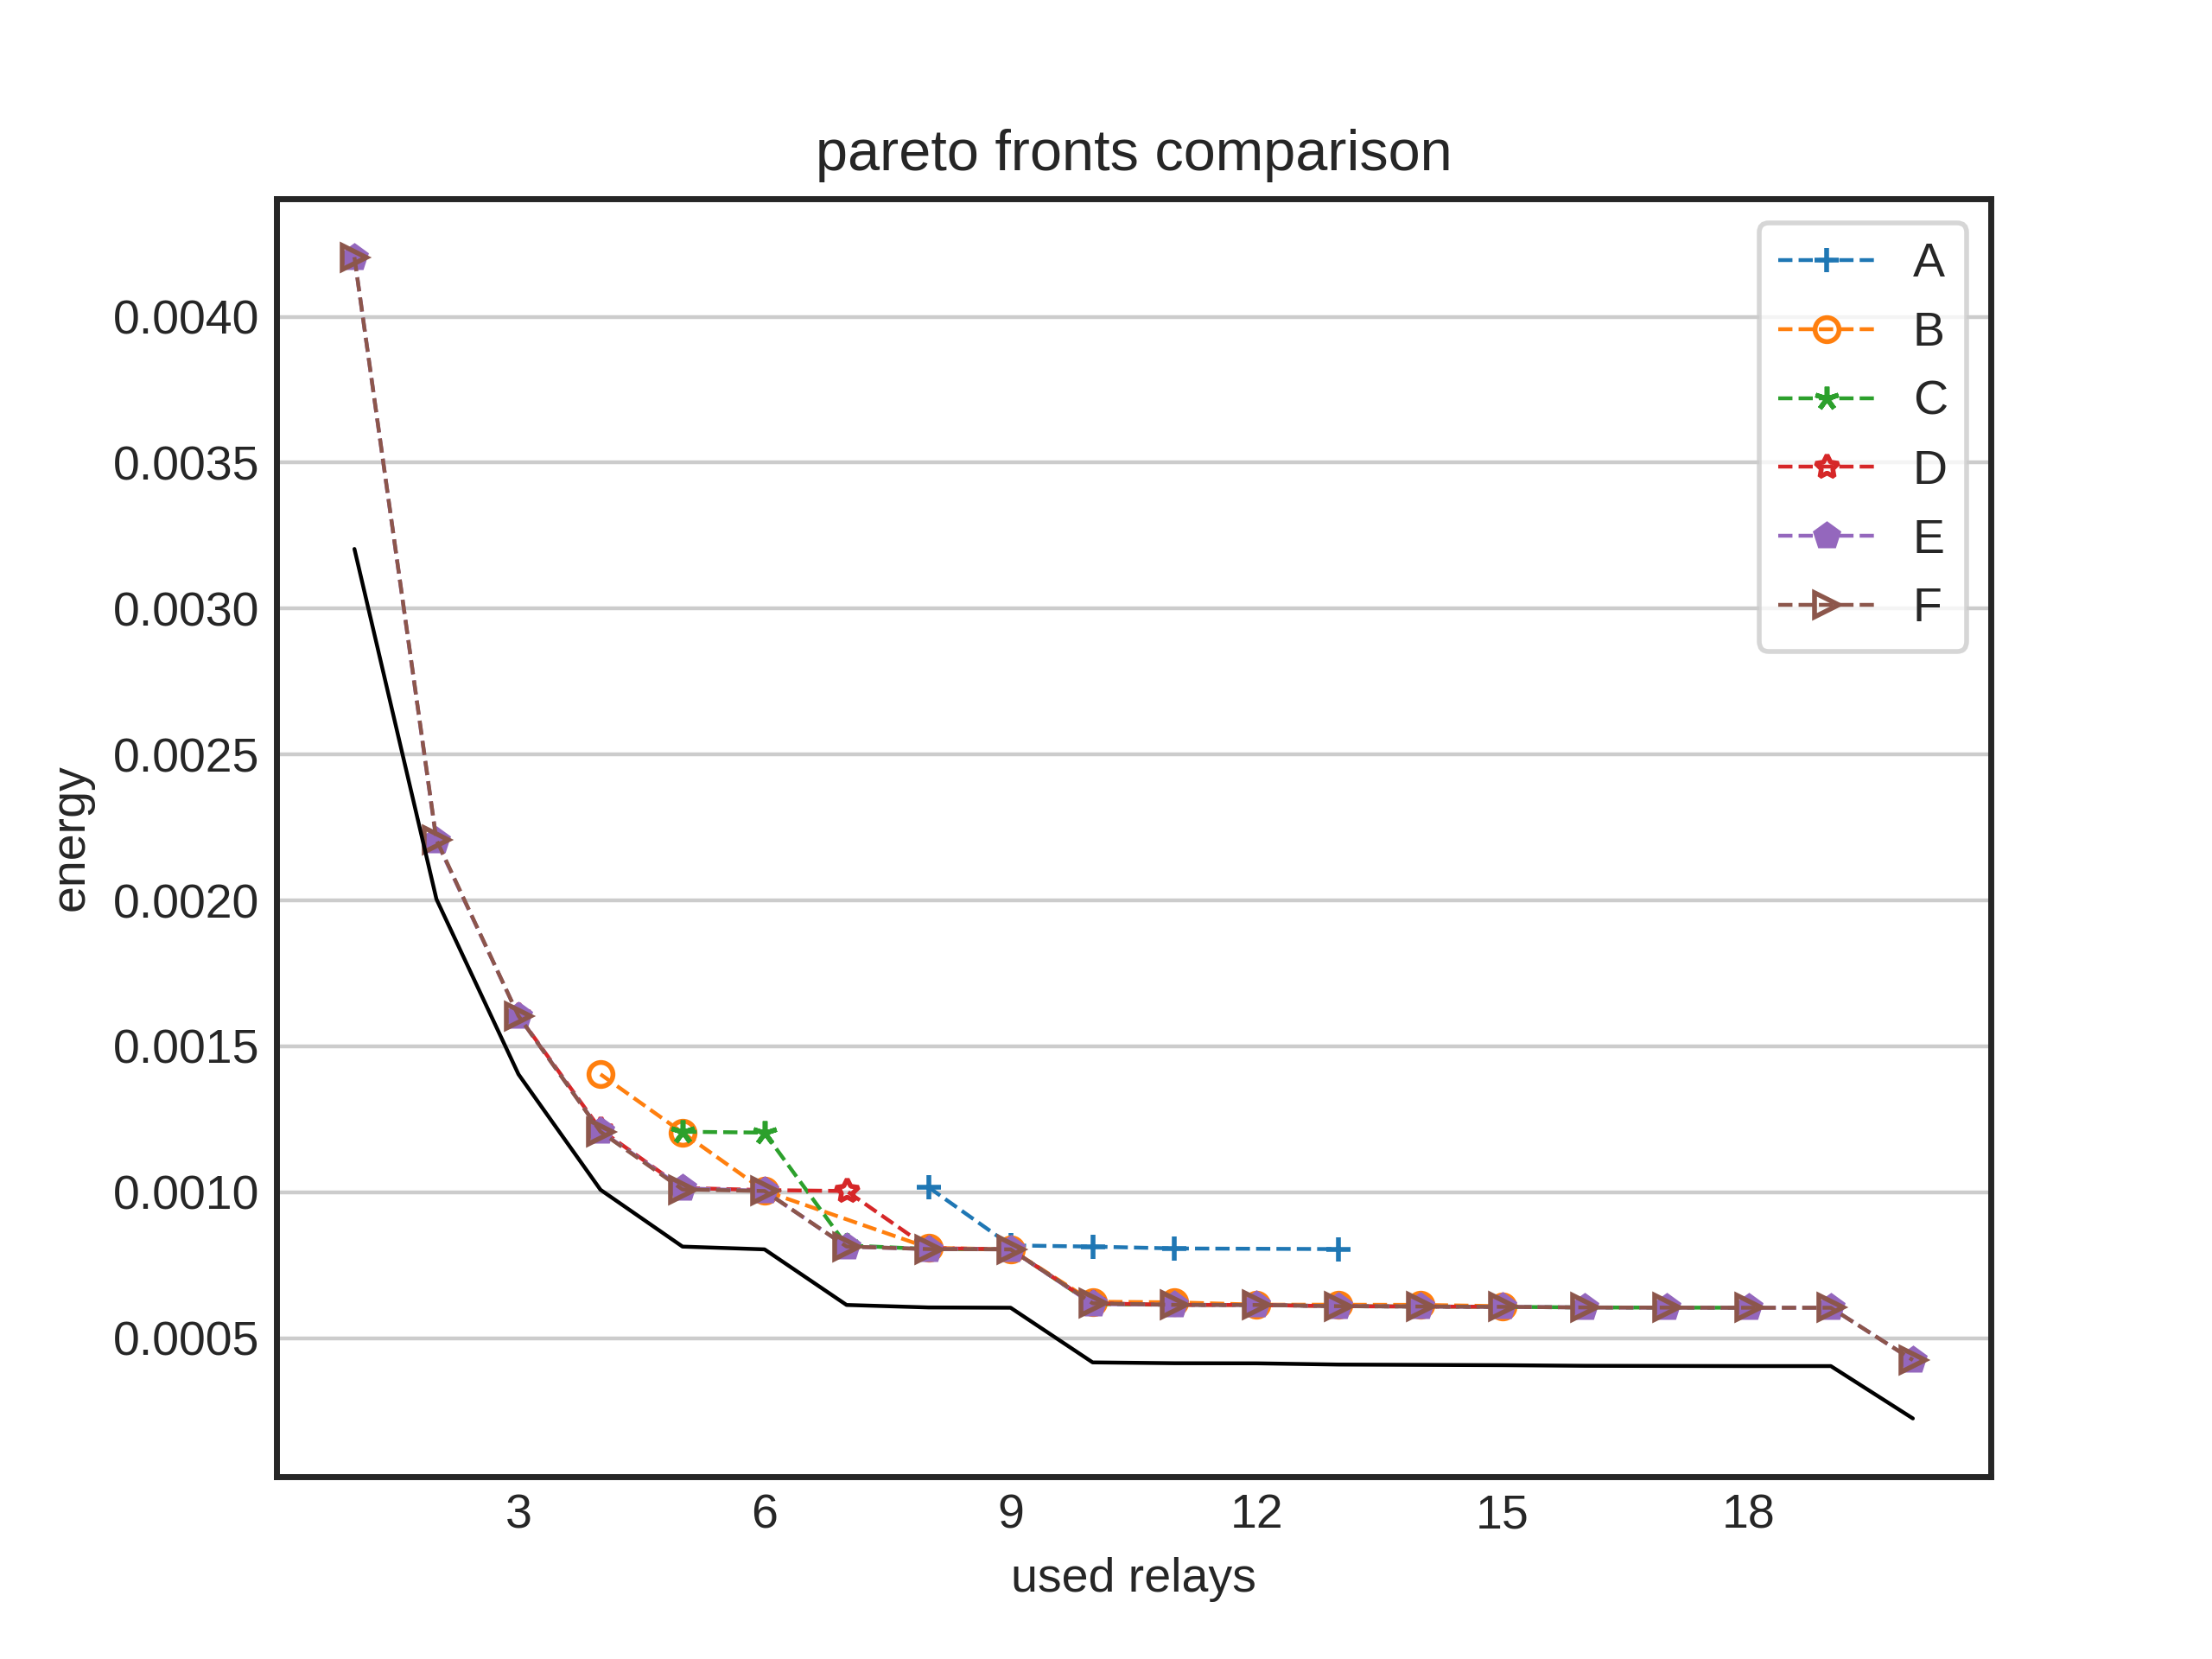 pareto fronts comparison
A
B
C
D
E
F
0.0040
0.0035
0.0030
0.0025
0.0020
0.0015
0.0010
0.0005
energy
3 6 9 12 15 18
used relays